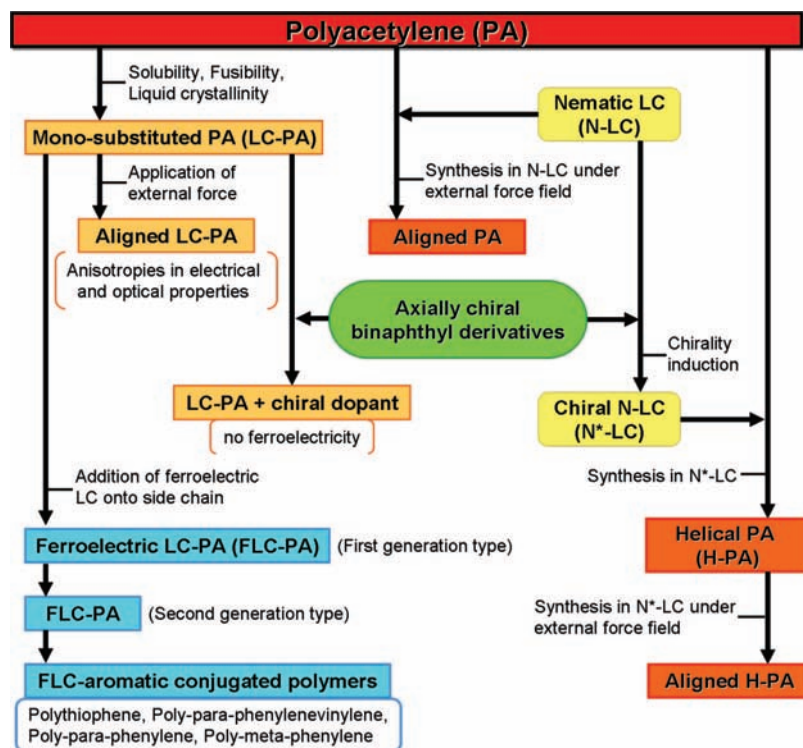 Polyacetylene (PA)
Solubility, Fusibility,
Liquid crystallinity
Mono-substituted PA (LC-PA)
Application of
external force
Aligned LC-PA
Anisotropies in electrical
and optical properties
Nematic LC
(N-LC)
Synthesis in N-LC under
external force field
Aligned PA
Axially chiral
binaphthyl derivatives
Chirality
induction
LC-PA + chiral dopant
no ferroelectricity
Chiral N-LC
(N*-LC)
Addition of ferroelectric
LC onto side chain
Synthesis in N*-LC
Ferroelectric LC-PA (FLC-PA) (First generation type)
Helical PA
(H-PA)
FLC-PA (Second generation type)
Synthesis in N*-LC under
external force field
FLC-aromatic conjugated polymers
Aligned H-PA
Polythiophene, Poly-para-phenylenevinylene,
Poly-para-phenylene, Poly-meta-phenylene